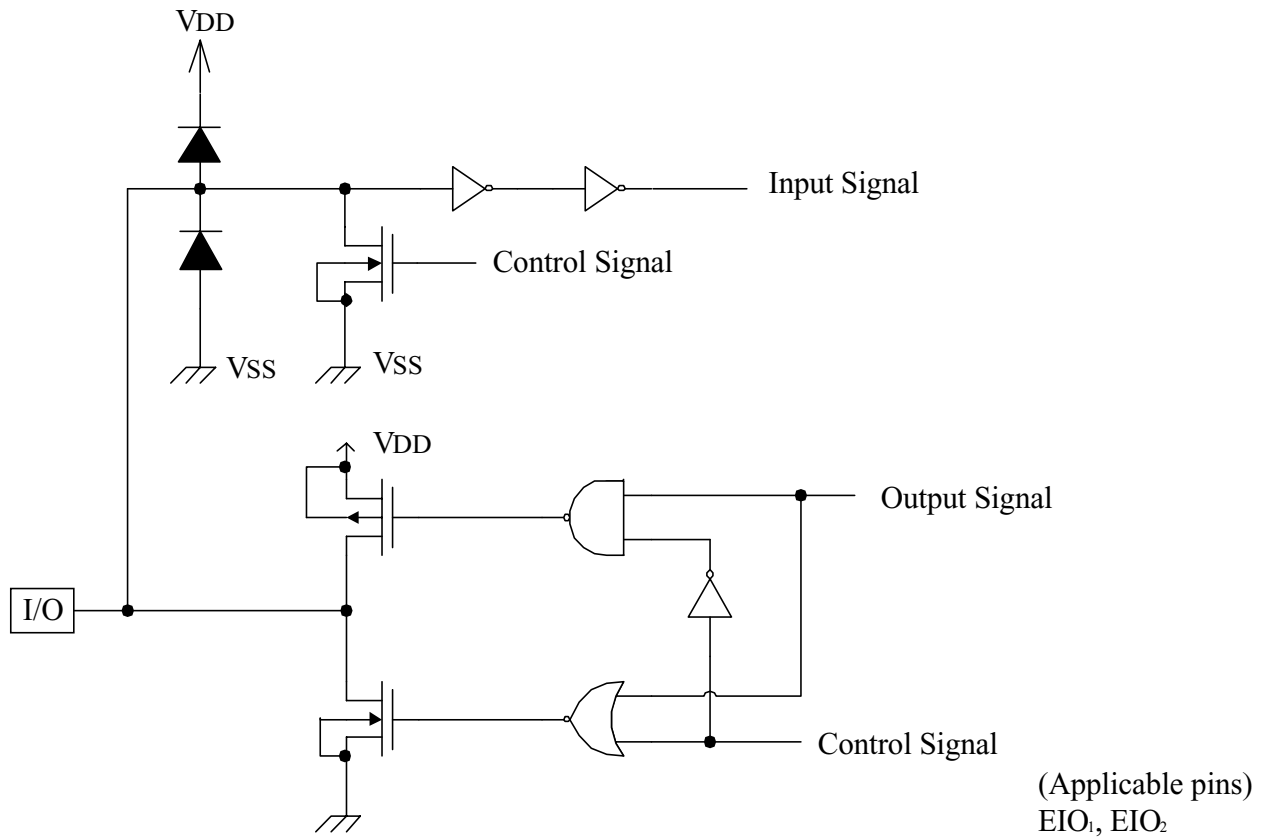 VDD
Input Signal
Control Signal
VSS
VSS
VDD
Output Signal
I/O
Control Signal
(Applicable pins)
EIO₁, EIO₂